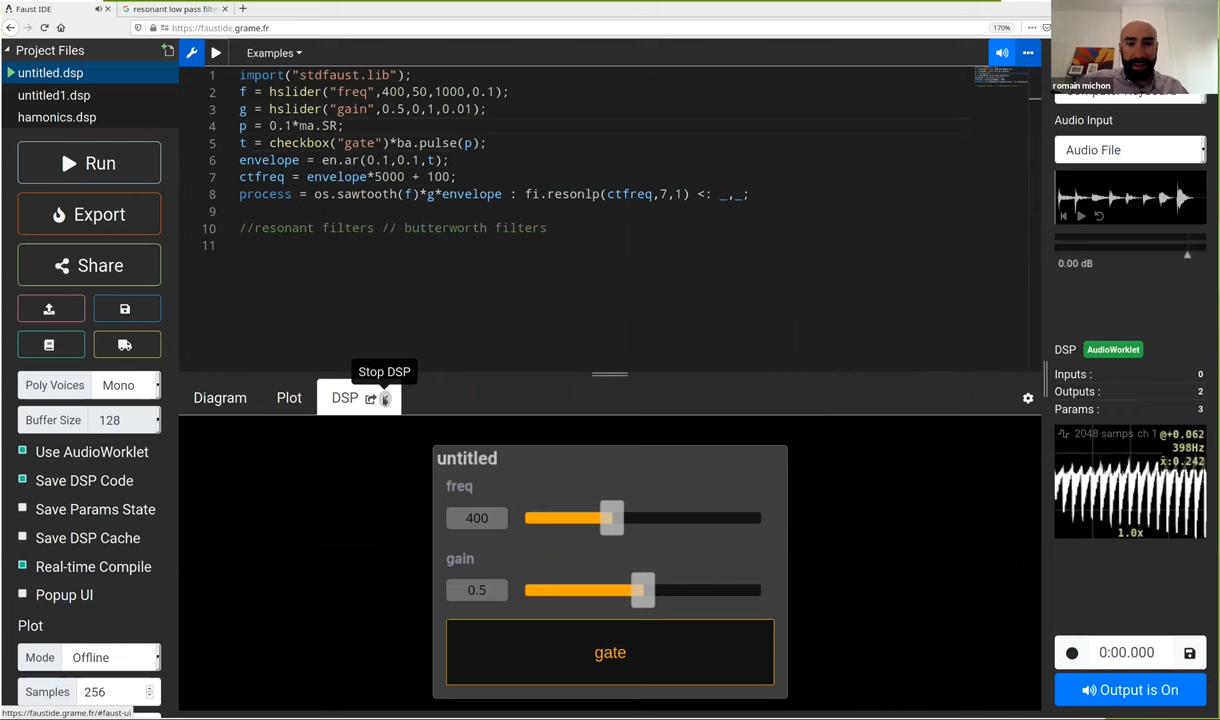 Faust IDE
resonant low pass filte
https://faustide.grame.fr
170%
romain michon
Project Files
untitled.dsp
untitled1.dsp
hamonics.dsp
Run
Export
Share
Poly Voices Mono
Buffer Size 128
Use AudioWorklet
Save DSP Code
Save Params State
Save DSP Cache
Real-time Compile
Popup UI
Plot
Mode Offline
Samples 256
https://faustide.grame.fr/#faust-ui
Examples
1 import("stdfaust.lib");
2 f = hslider("freq",400,50,1000,0.1);
3 g = hslider("gain",0.5,0,1,0.01);
4 p = 0.1*ma.SR;
5 t = checkbox("gate")*ba.pulse(p);
6 envelope = en.ar(0.1,0.1,t);
7 ctfreq = envelope*5000 + 100;
8 process = os.sawtooth(f)*g*envelope : fi.resonlp(ctfreq,7,1) <: _,_;
9
10 //resonant filters // butterworth filters
11
Stop DSP
Diagram Plot DSP
untitled
freq
400
gain
0.5
gate
Audio Input
Audio File
0.00 dB
DSP AudioWorklet
Inputs : 0
Outputs : 2
Params : 3
2048 samps ch 1 @+0.062
398Hz
x̄:0.242
1.0x
0:00.000
Output is On